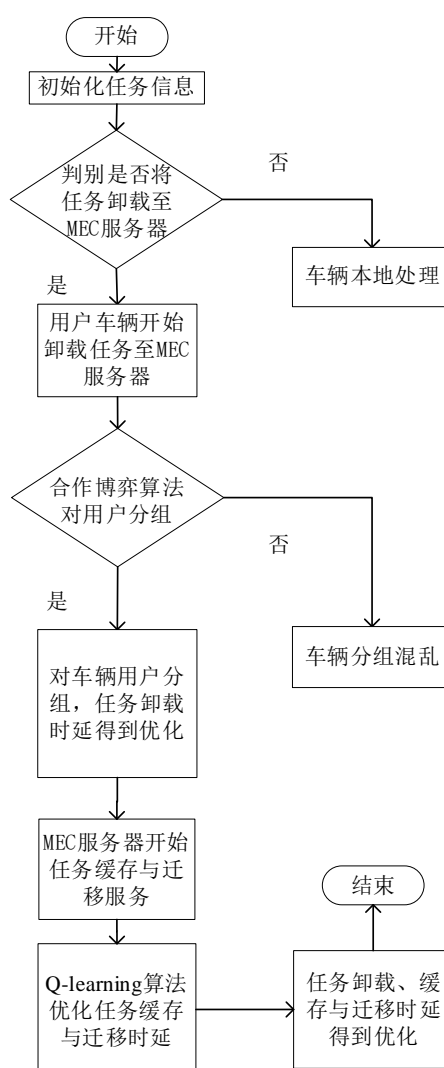 开始
初始化任务信息
判别是否将
任务卸载至
MEC服务器
否
车辆本地处理
是
用户车辆开始
卸载任务至MEC
服务器
合作博弈算法
对用户分组
否
车辆分组混乱
是
对车辆用户分
组，任务卸载
时延得到优化
MEC服务器开始
任务缓存与迁
移服务
Q-learning算法
优化任务缓存
与迁移时延
任务卸载、缓
存与迁移时延
得到优化
结束